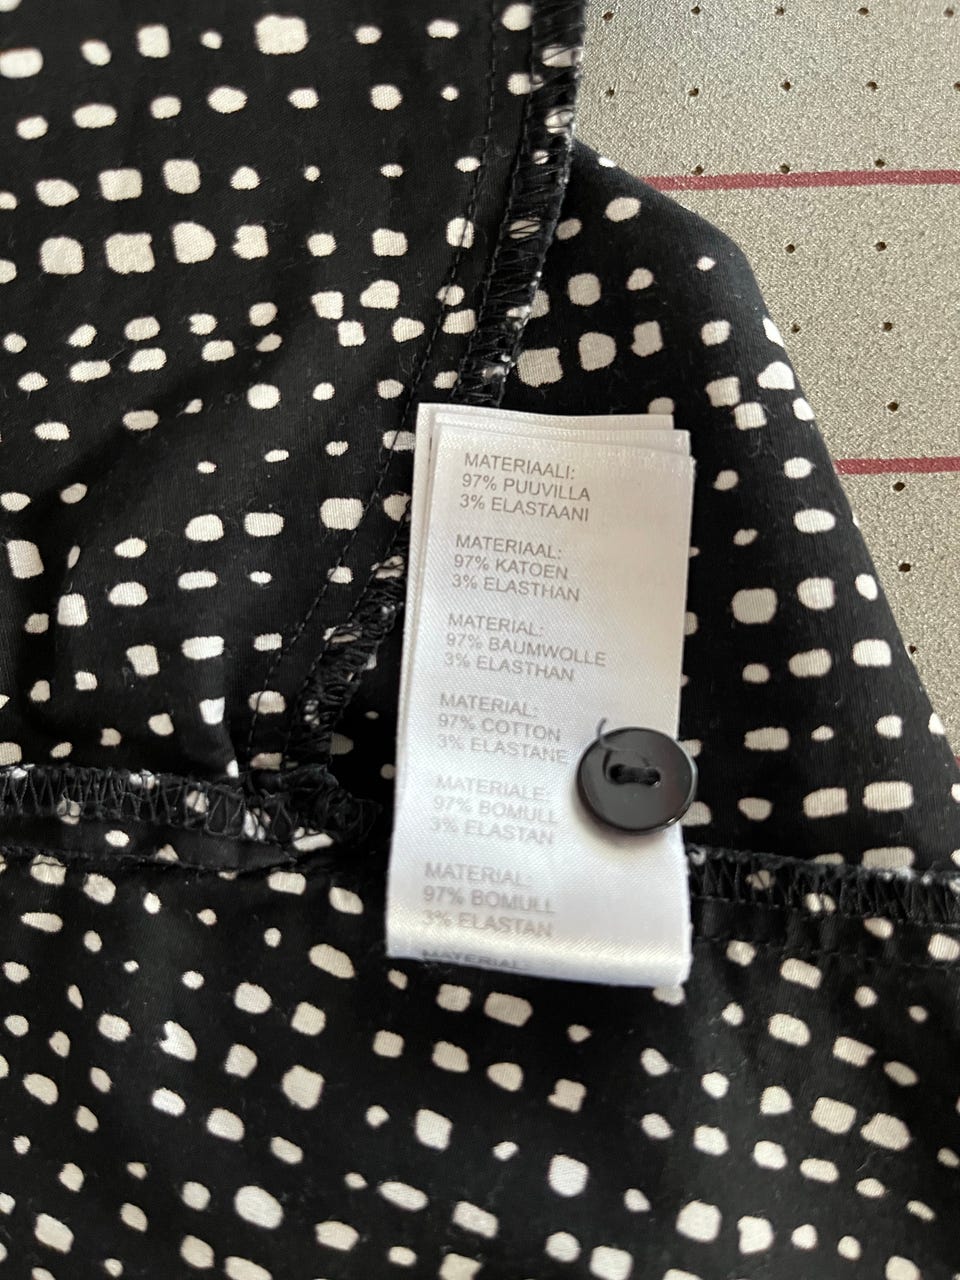 MATERIAALI:
97% PUUVILLA
3% ELASTAANI
MATERIAAL:
97% KATOEN
3% ELASTHAN
MATERIAL:
97% BAUMWOLLE
3% ELASTHAN
MATERIAL:
97% COTTON
3% ELASTANE
MATERIALE:
97% BOMULL
3% ELASTAN
MATERIAL:
97% BOMULL
3% ELASTAN
MATERIAL: